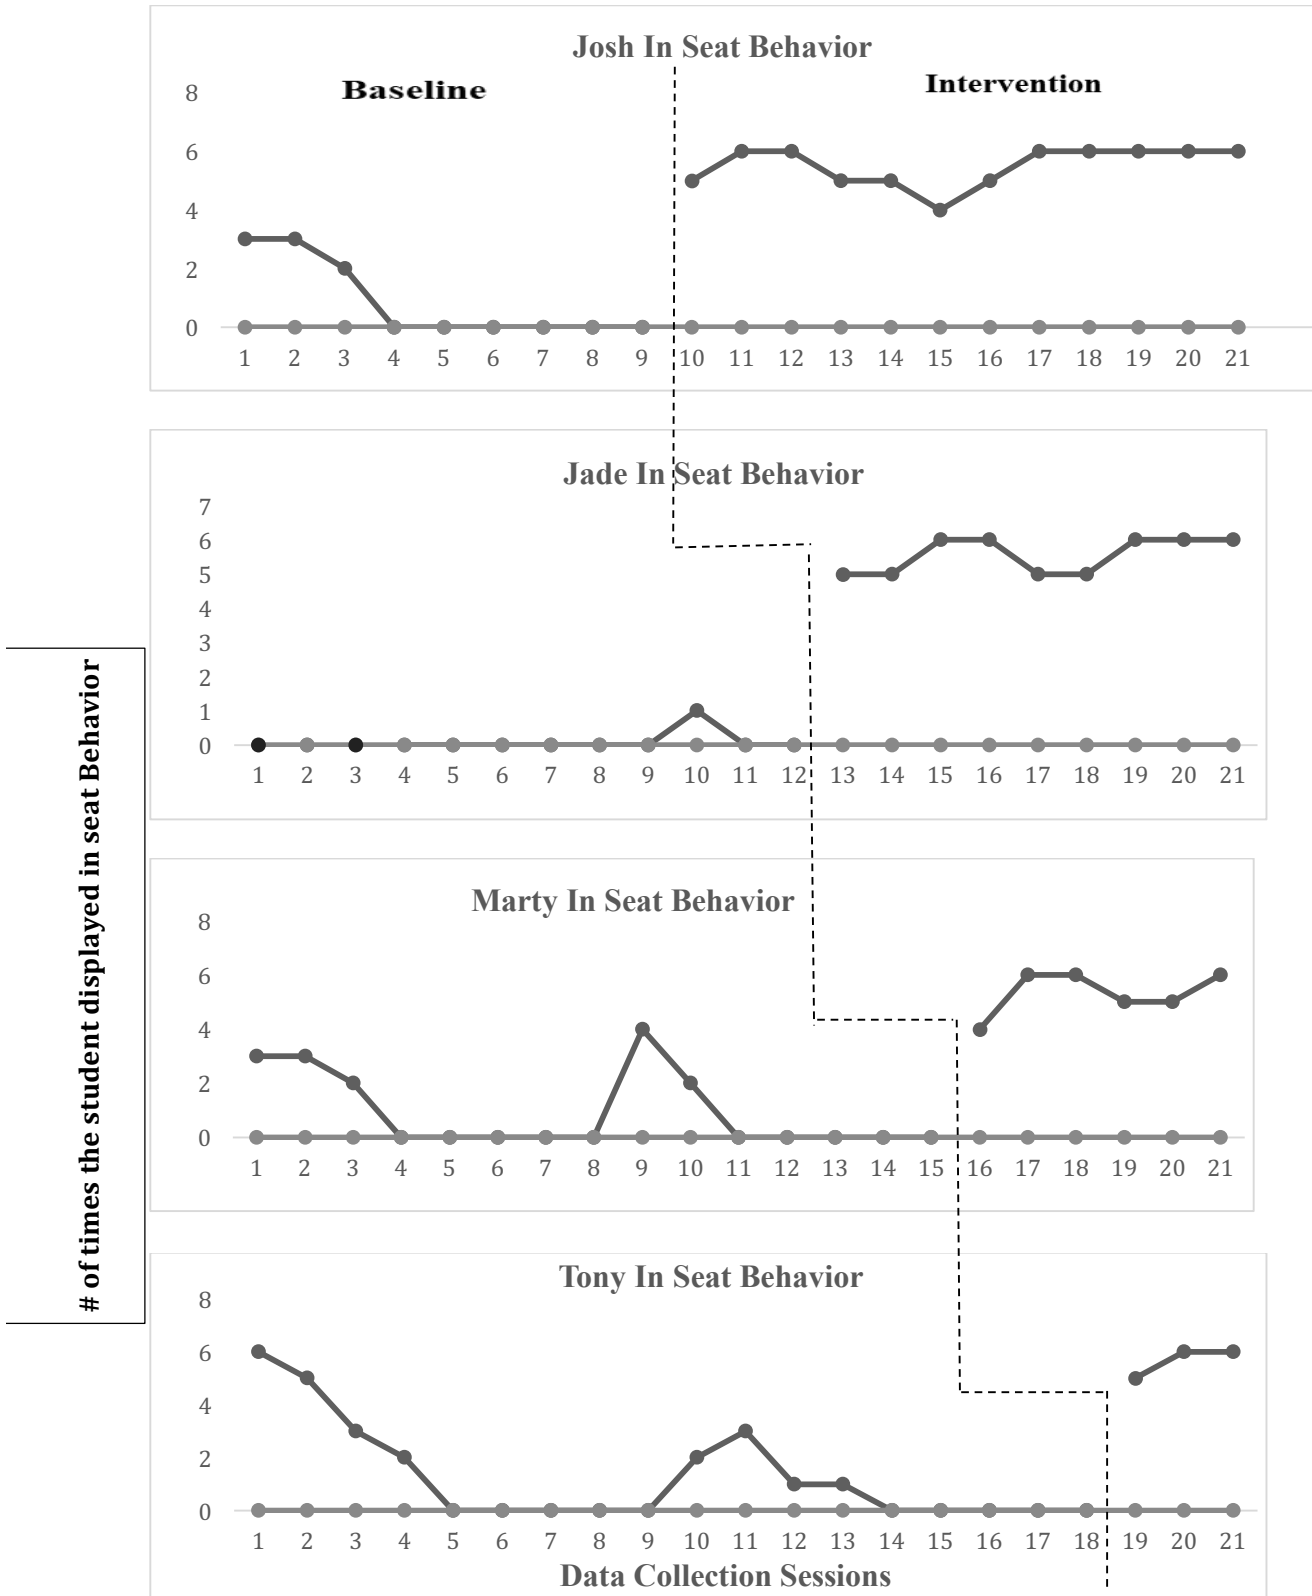 Josh In Seat Behavior
Baseline
Intervention
8
6
4
2
0
1 2 3 4 5 6 7 8 9 10 11 12 13 14 15 16 17 18 19 20 21
Jade In Seat Behavior
7
6
5
4
3
2
1
0
1 2 3 4 5 6 7 8 9 10 11 12 13 14 15 16 17 18 19 20 21
# of times the student displayed in seat Behavior
Marty In Seat Behavior
8
6
4
2
0
1 2 3 4 5 6 7 8 9 10 11 12 13 14 15 16 17 18 19 20 21
Tony In Seat Behavior
8
6
4
2
0
1 2 3 4 5 6 7 8 9 10 11 12 13 14 15 16 17 18 19 20 21
Data Collection Sessions